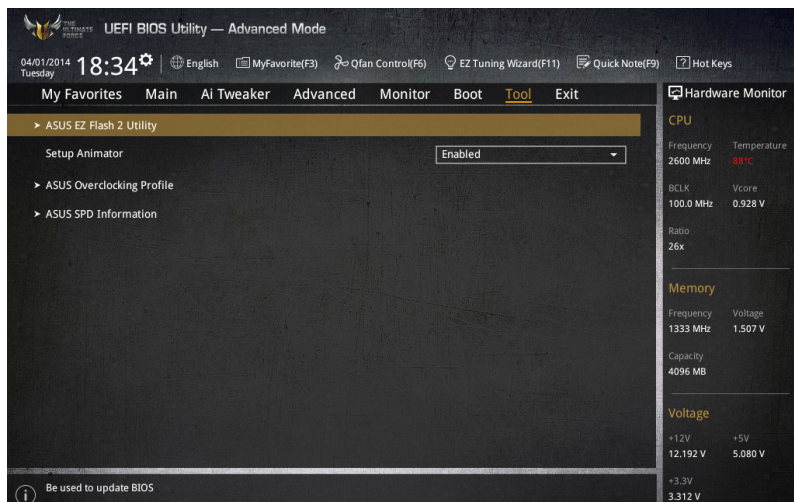 THE
ULTIMATE
FORCE
UEFI BIOS Utility — Advanced Mode
04/01/2014
Tuesday
18:34
English
MyFavorite(F3)
Qfan Control(F6)
EZ Tuning Wizard(F11)
Quick Note(F9)
? Hot Keys
My Favorites Main Ai Tweaker Advanced Monitor Boot Tool Exit
Hardware Monitor
> ASUS EZ Flash 2 Utility
Setup Animator Enabled
> ASUS Overclocking Profile
> ASUS SPD Information
CPU
Frequency Temperature
2600 MHz 88°C
BCLK Vcore
100.0 MHz 0.928 V
Ratio
26x
Memory
Frequency Voltage
1333 MHz 1.507 V
Capacity
4096 MB
Voltage
+12V +5V
12.192 V 5.080 V
+3.3V
3.312 V
i Be used to update BIOS